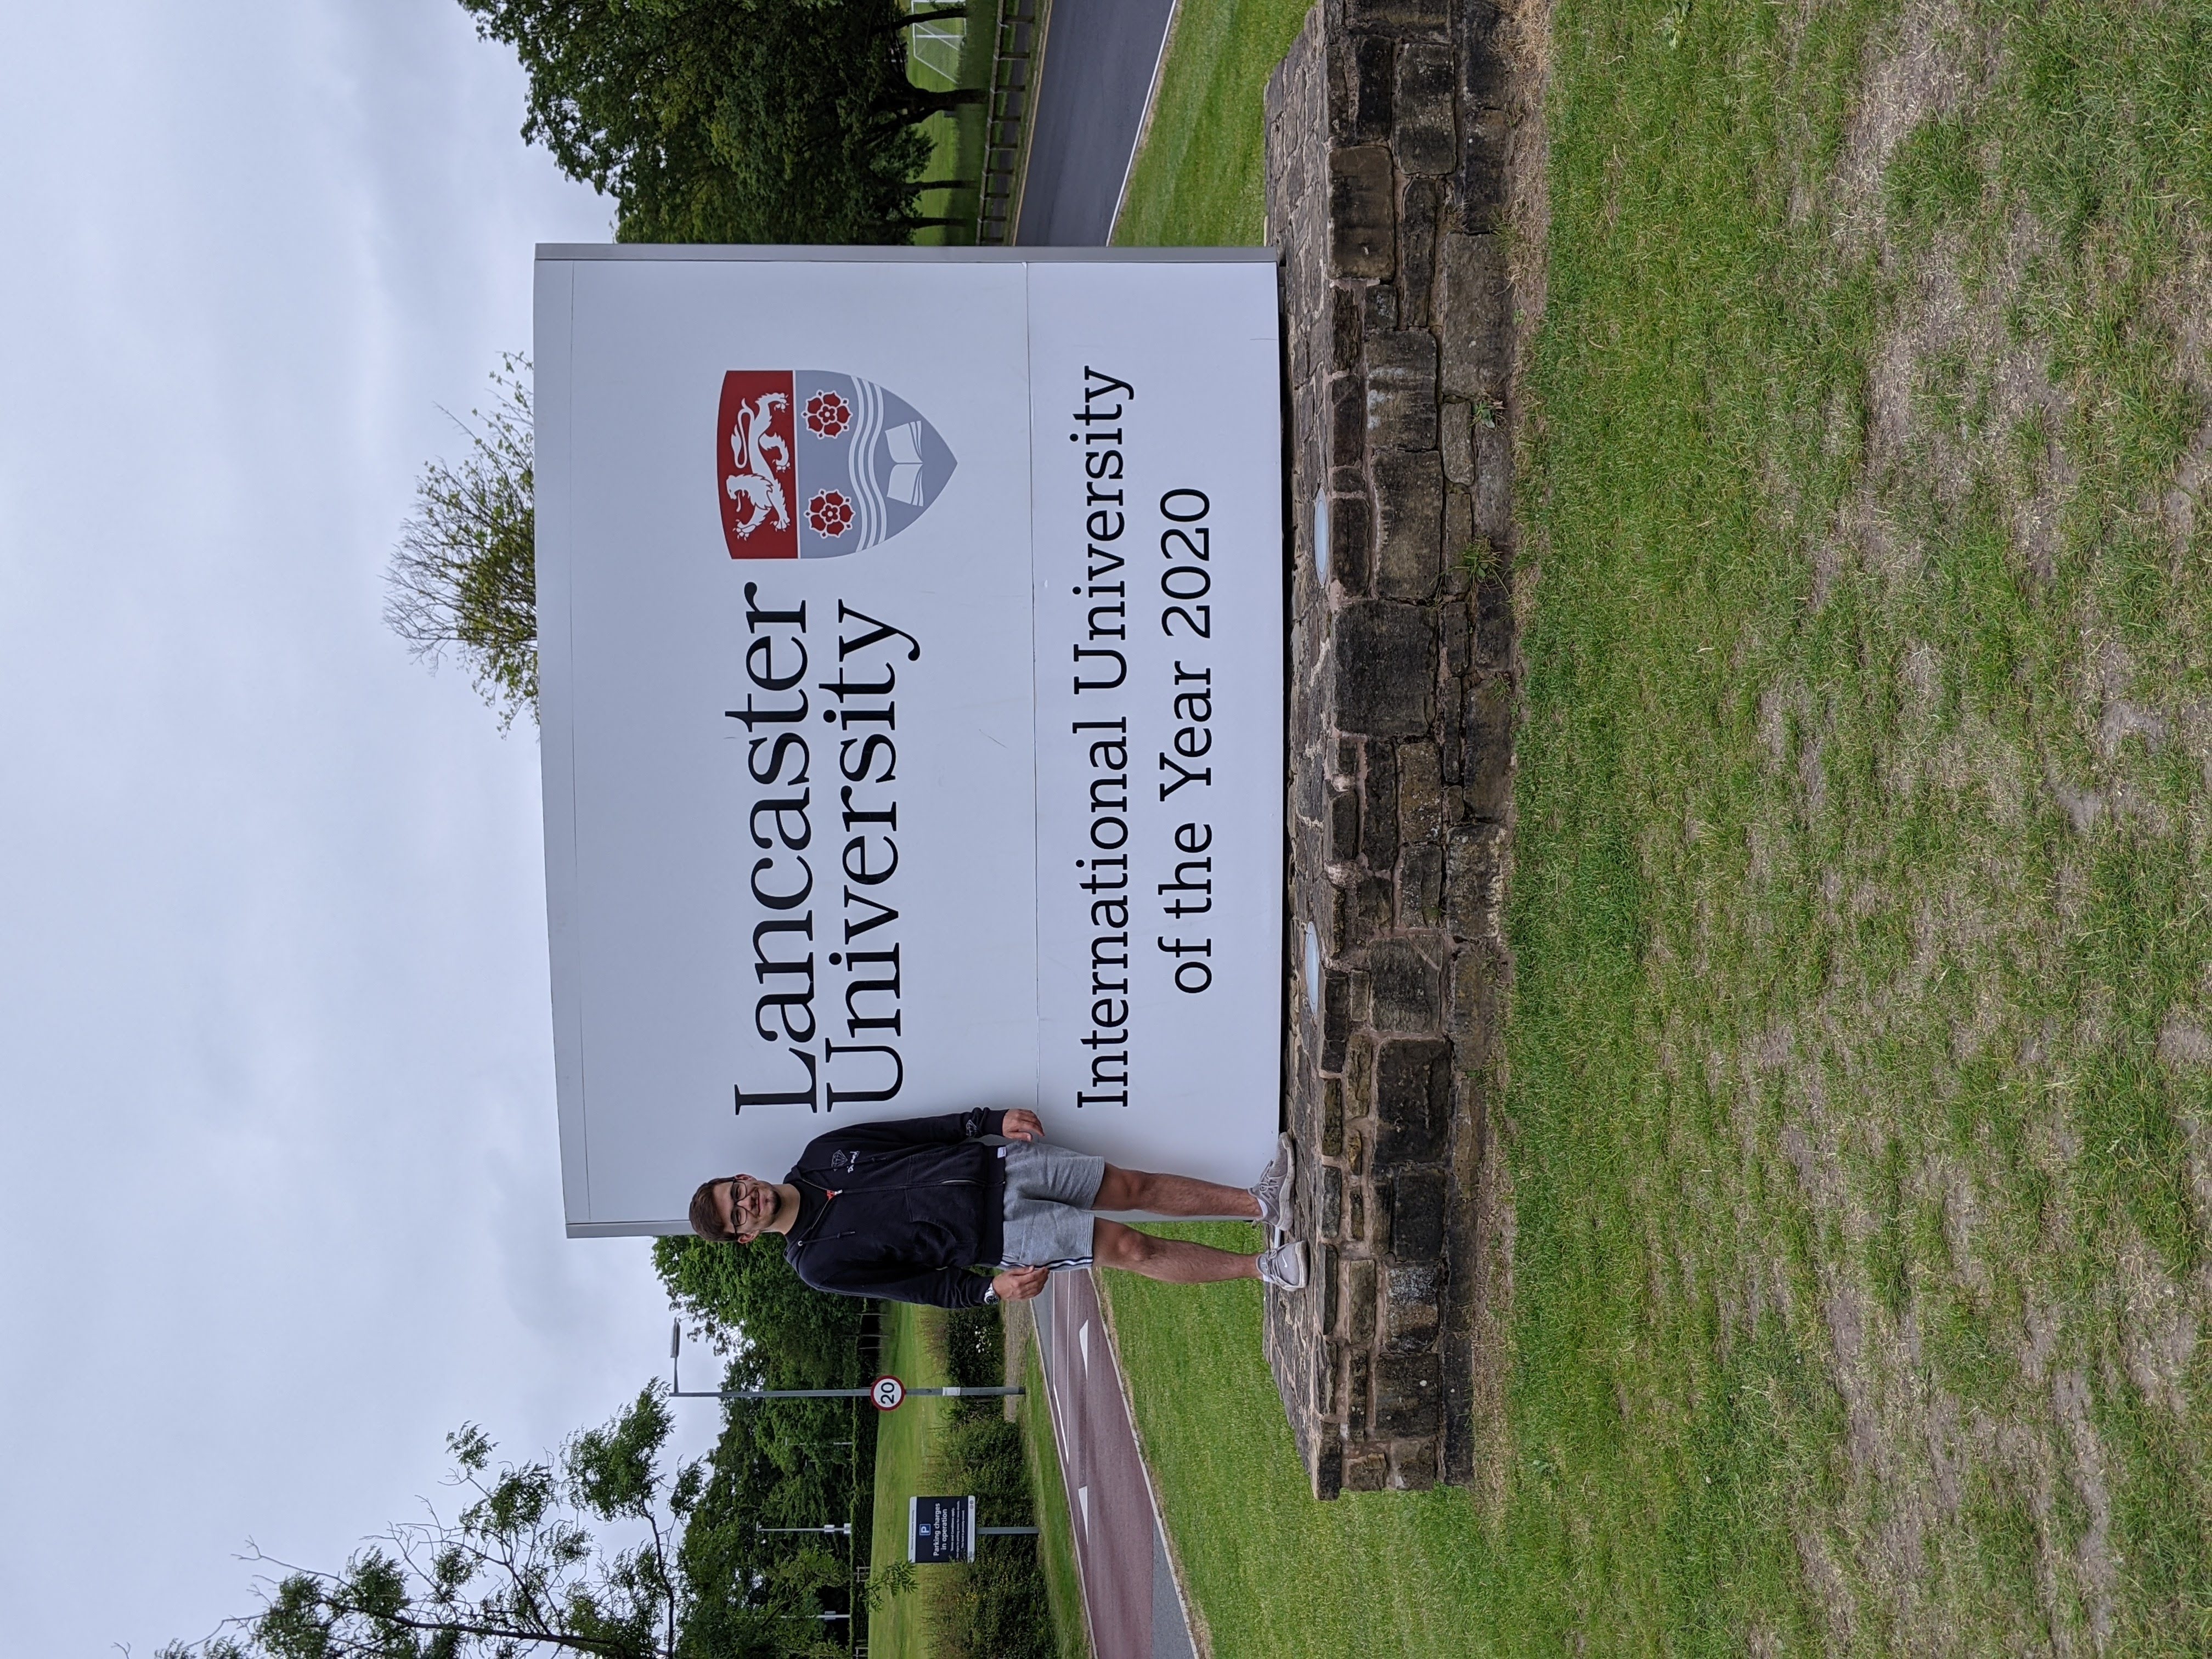 Lancaster
University
International University
of the Year 2020
20
P
Parking charges
in operation